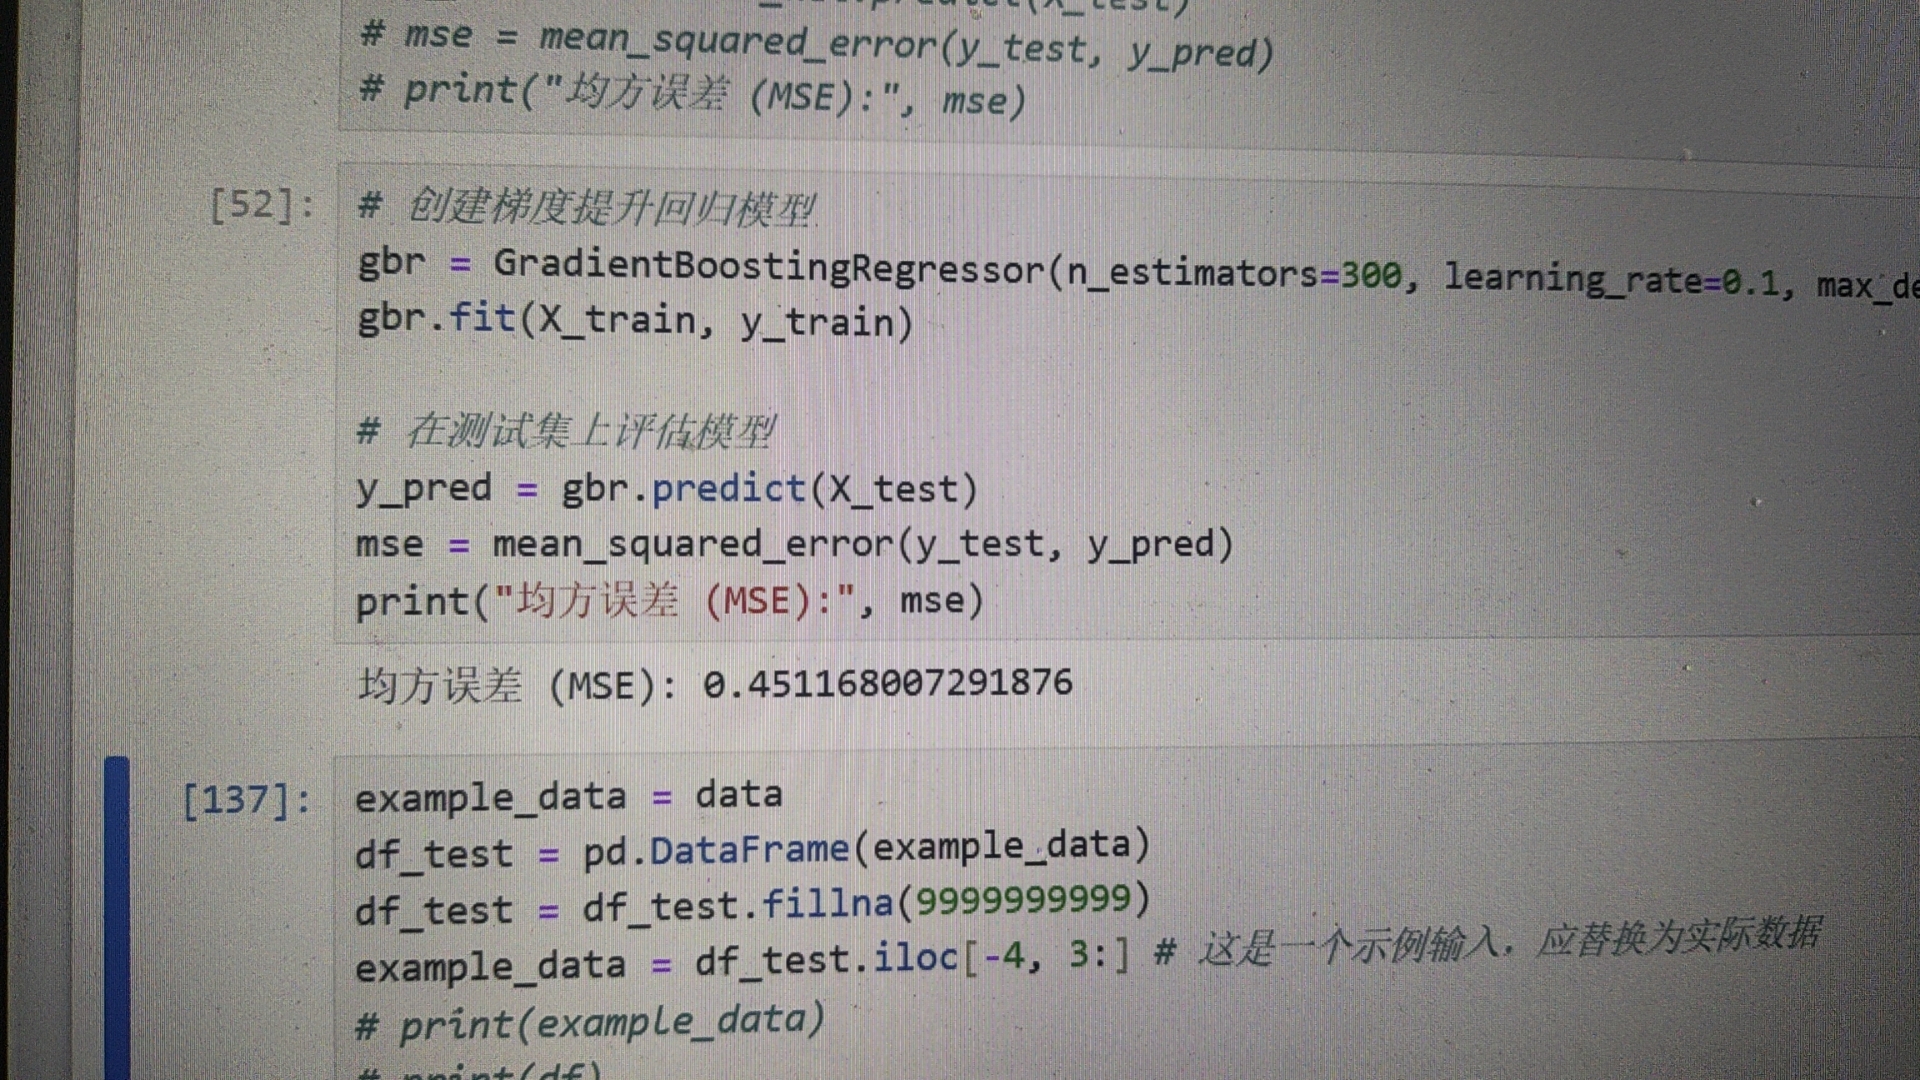 # mse = mean_squared_error(y_test, y_pred)
# print("均方误差 (MSE):", mse)
[52]:
# 创建梯度提升回归模型
gbr = GradientBoostingRegressor(n_estimators=300, learning_rate=0.1, max_de
gbr.fit(X_train, y_train)
# 在测试集上评估模型
y_pred = gbr.predict(X_test)
mse = mean_squared_error(y_test, y_pred)
print("均方误差 (MSE):", mse)
均方误差 (MSE): 0.451168007291876
[137]:
example_data = data
df_test = pd.DataFrame(example_data)
df_test = df_test.fillna(9999999999)
example_data = df_test.iloc[-4, 3:] # 这是一个示例输入，应替换为实际数据
# print(example_data)
# print(df)